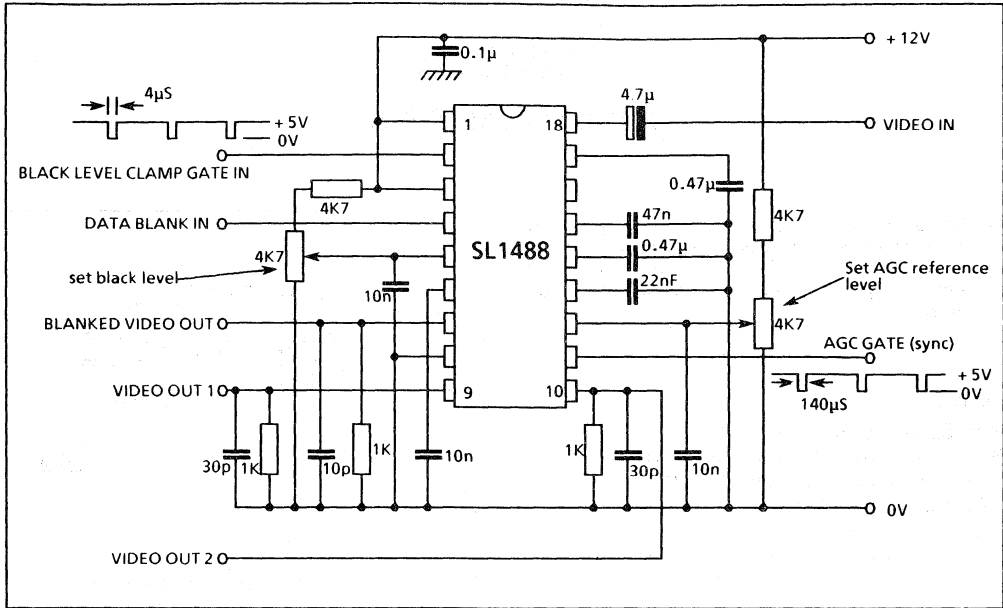 + 12V
0.1µ
4µS
4.7µ
+ 5V
0V
1
18
VIDEO IN
BLACK LEVEL CLAMP GATE IN
4K7
0.47µ
4K7
DATA BLANK IN
47n
SL1488
4K7
0.47µ
set black level
Set AGC reference
level
10n
22nF
BLANKED VIDEO OUT
4K7
AGC GATE (sync)
VIDEO OUT 1
9
10
+ 5V
0V
140µS
30p
1K
10p
1K
10n
1K
30p
10n
0V
VIDEO OUT 2